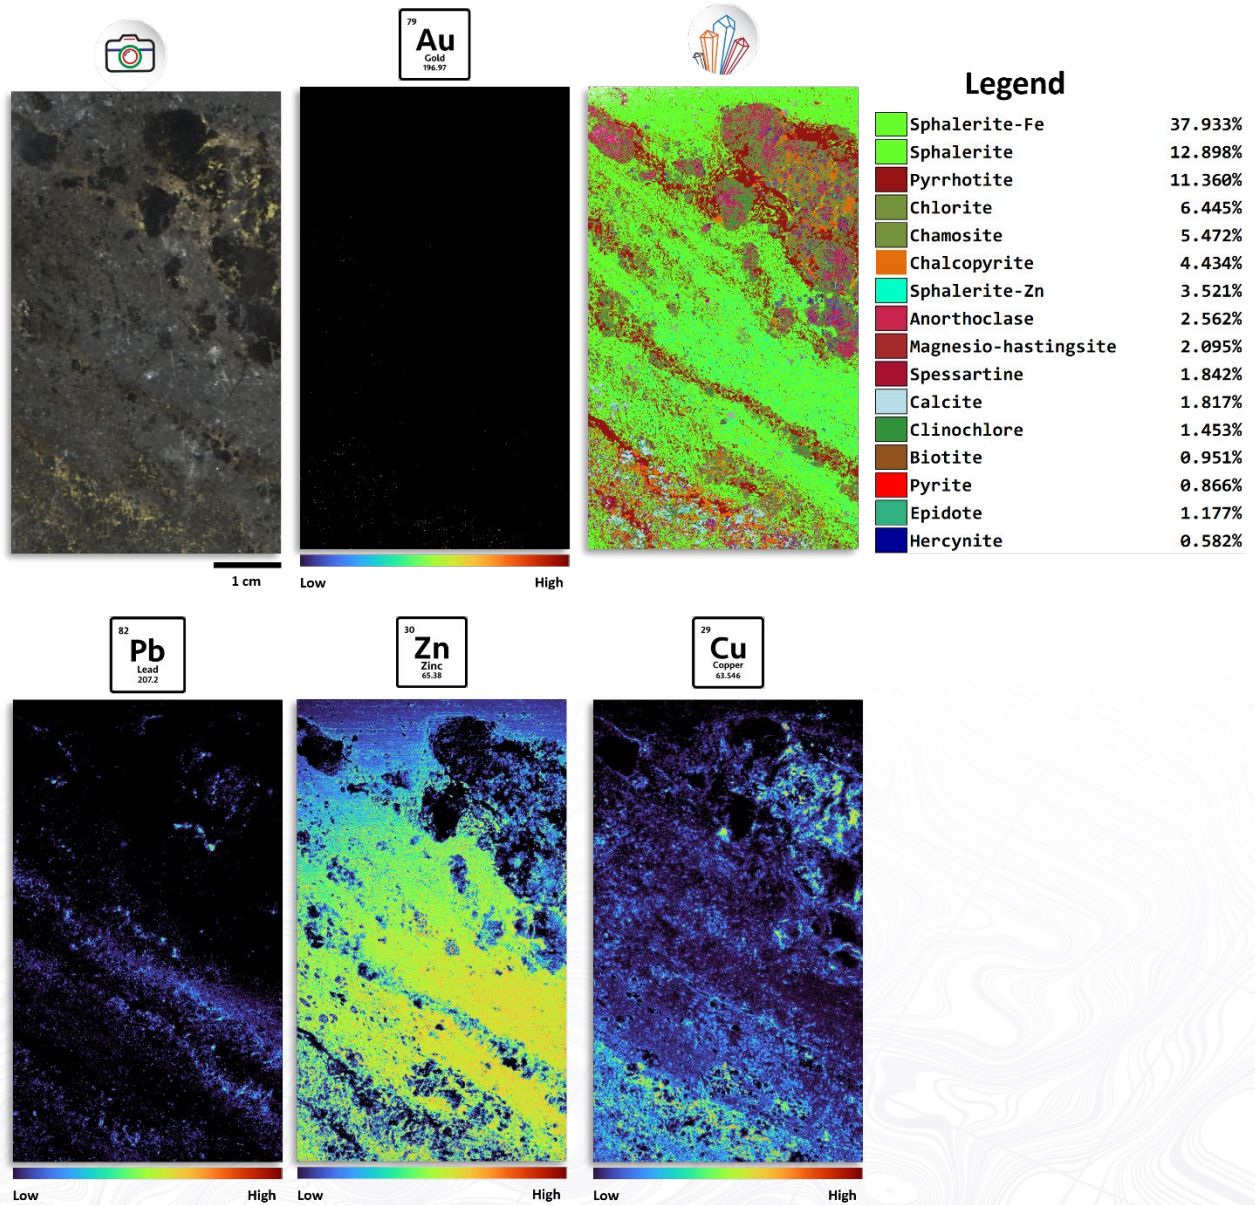 79
Au
Gold
196.97
Legend
Sphalerite-Fe 37.933%
Sphalerite 12.898%
Pyrrhotite 11.360%
Chlorite 6.445%
Chamosite 5.472%
Chalcopyrite 4.434%
Sphalerite-Zn 3.521%
Anorthoclase 2.562%
Magnesio-hastingsite 2.095%
Spessartine 1.842%
Calcite 1.817%
Clinochlore 1.453%
Biotite 0.951%
Pyrite 0.866%
Epidote 1.177%
Hercynite 0.582%
1 cm
Low High
82
Pb
Lead
207.2
30
Zn
Zinc
65.38
29
Cu
Copper
63.546
Low High
Low High
Low High